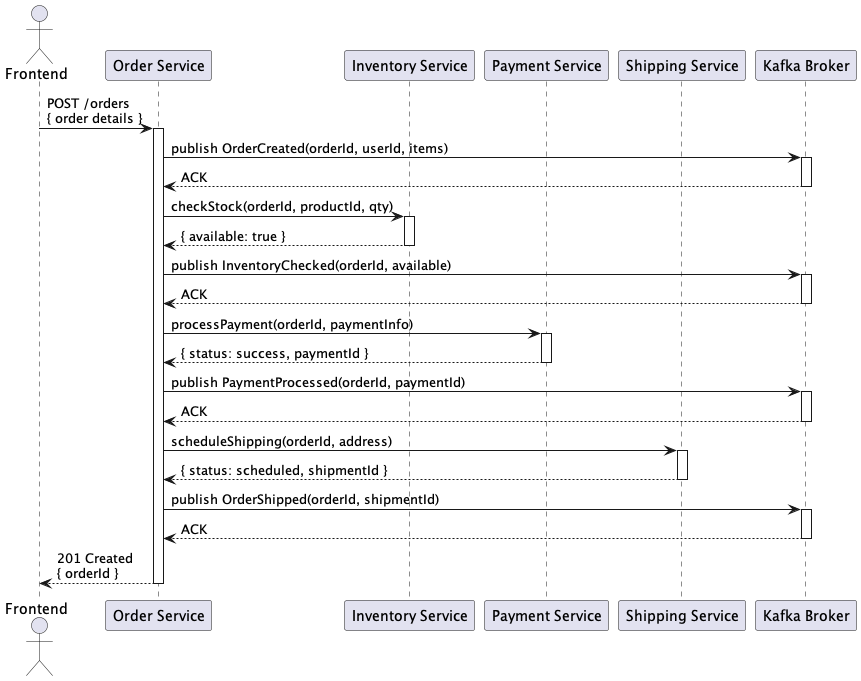 Frontend
Order Service
Inventory Service
Payment Service
Shipping Service
Kafka Broker
POST /orders
{ order details }
publish OrderCreated(orderId, userId, items)
ACK
checkStock(orderId, productId, qty)
{ available: true }
publish InventoryChecked(orderId, available)
ACK
processPayment(orderId, paymentInfo)
{ status: success, paymentId }
publish PaymentProcessed(orderId, paymentId)
ACK
scheduleShipping(orderId, address)
{ status: scheduled, shipmentId }
publish OrderShipped(orderId, shipmentId)
ACK
201 Created
{ orderId }
Frontend
Order Service
Inventory Service
Payment Service
Shipping Service
Kafka Broker